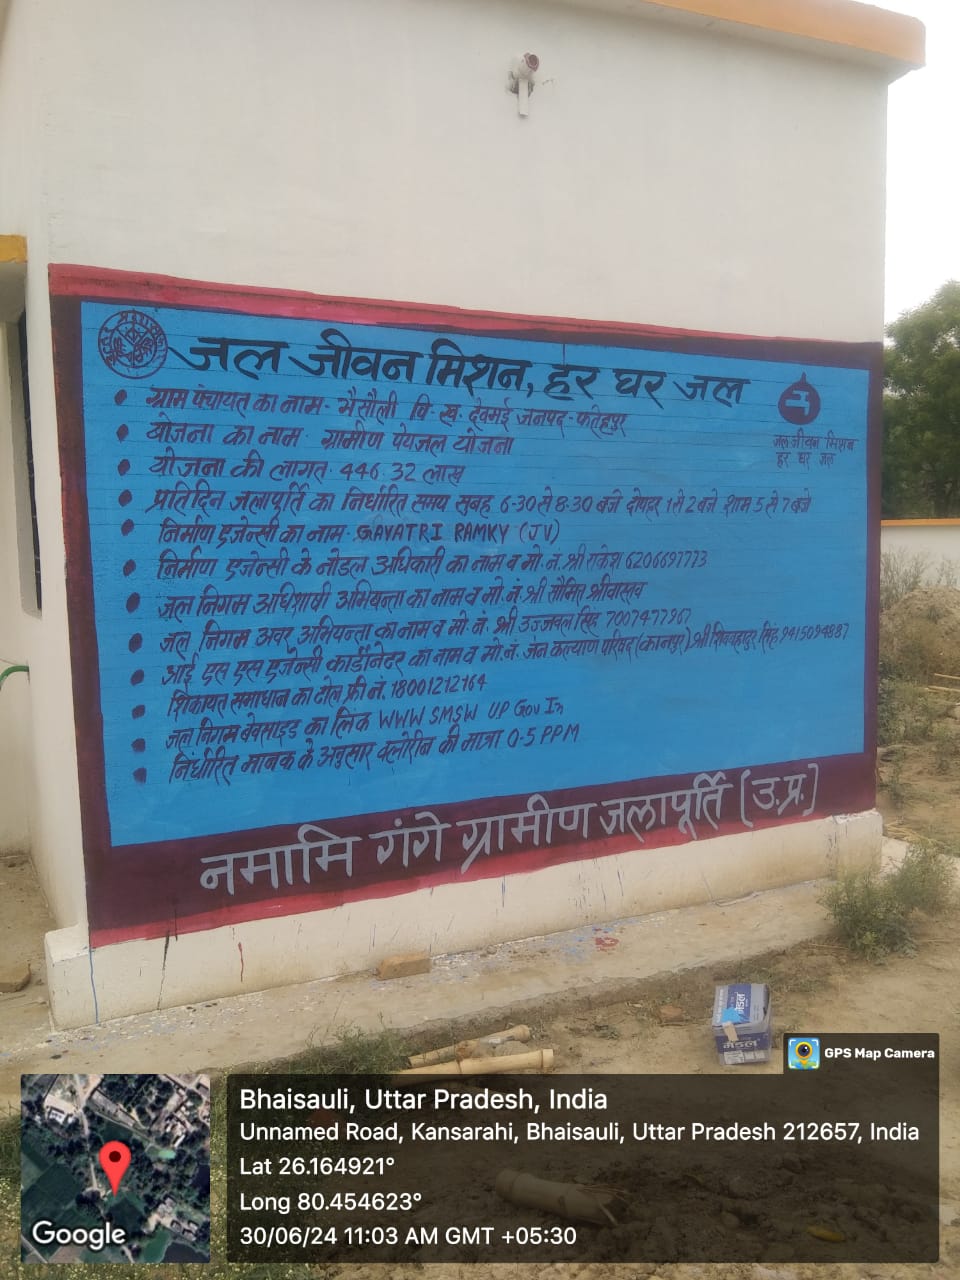 जल जीवन मिशन, हर घर जल
ग्राम पंचायत का नाम- भैसौली वि. ख. देवमई जनपद- फतेहपुर
योजना का नाम- ग्रामीण पेयजल योजना
योजना की लागत- 446.32 लाख
प्रतिदिन जलापूर्ति का निर्धारित समय सुबह 6-30 से 8.30 बजे दोपहर 1 से 2 बजे शाम 5 से 7 बजे
निर्माण एजेन्सी का नाम- GAYATRI RAMKY (JV)
निर्माण एजेन्सी के नोडल अधिकारी का नाम व मो. नं. श्री राकेश 6206697773
जल निगम अधिशाषी अभियन्ता का नाम व मो. नं. श्री सौमित श्रीवास्तव
जल निगम अवर अभियन्ता का नाम व मो. नं. श्री उज्जवल सिंह 7007477967
आई एस एस एजेन्सी कार्डीनेटर का नाम व मो. नं. जन कल्याण परिषद (कानपुर) श्री शिवबहादुर सिंह 9415094887
शिकायत समाधान का टोल फ्री नं. 18001212164
जल निगम बेवसाइड का लिंक WWW SMSW UP Gov In
निर्धारित मानक के अनुसार क्लोरीन की मात्रा 0-5 PPM
जल जीवन मिशन
हर घर जल
नमामि गंगे ग्रामीण जलापूर्ति (उ.प्र.)
GPS Map Camera
Bhaisauli, Uttar Pradesh, India
Unnamed Road, Kansarahi, Bhaisauli, Uttar Pradesh 212657, India
Lat 26.164921°
Long 80.454623°
30/06/24 11:03 AM GMT +05:30
Google